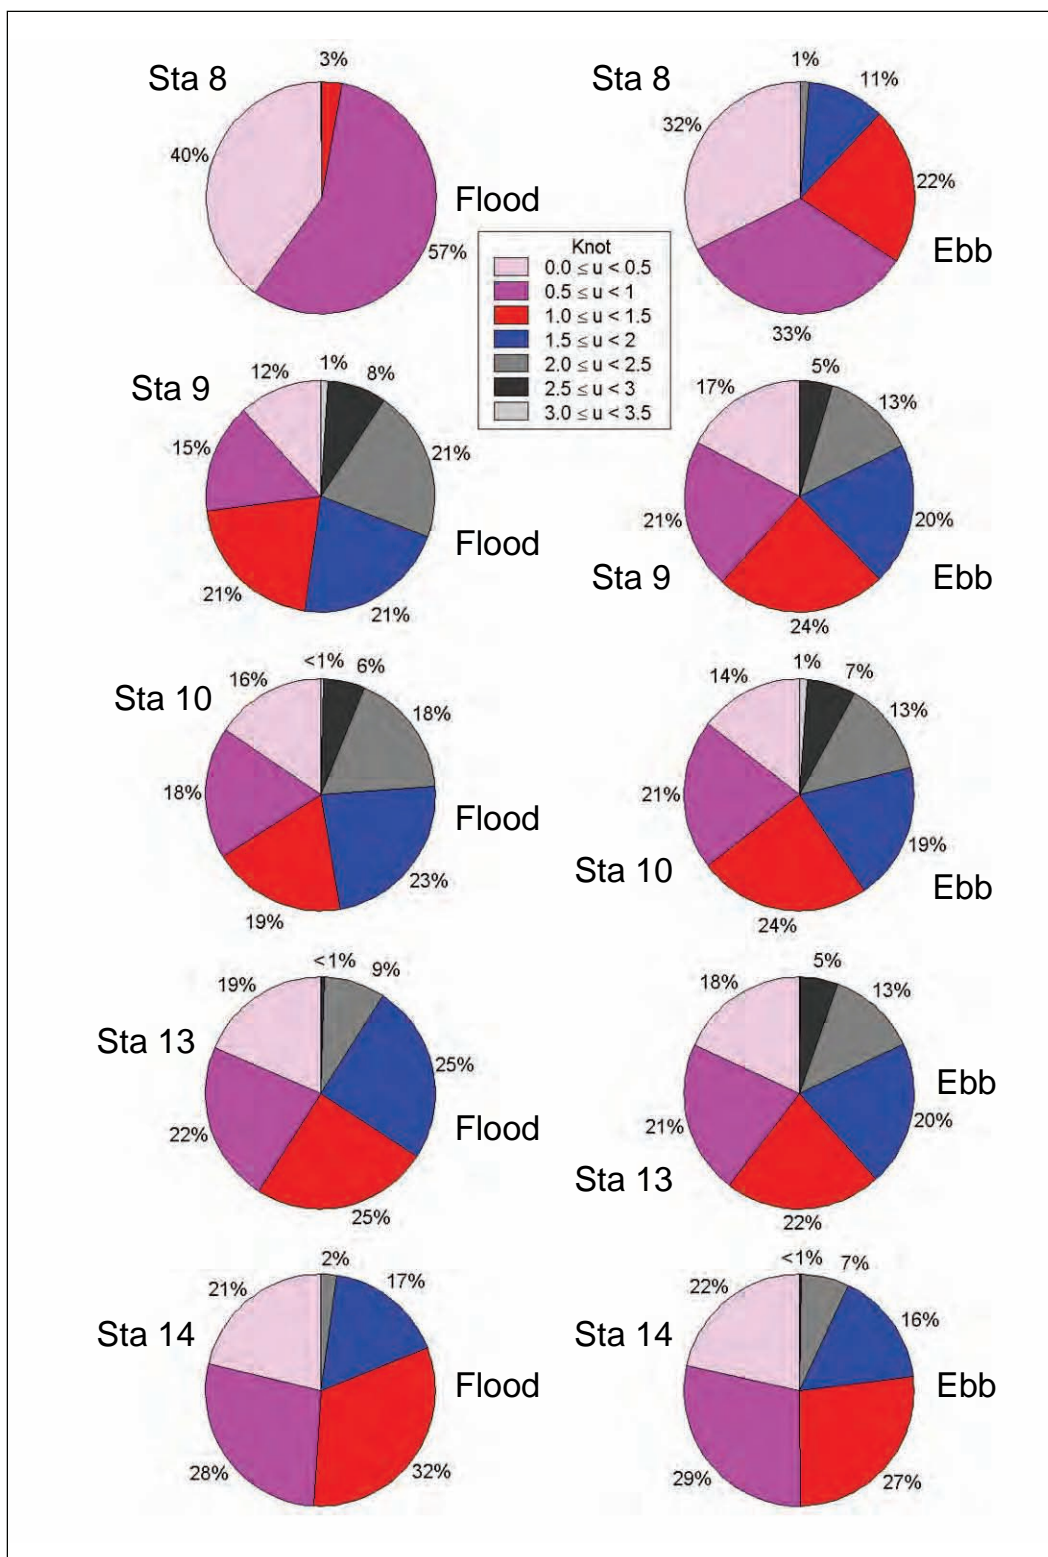 Sta 8
3%
40%
57%
Flood
Sta 8
1%
11%
32%
22%
33%
Ebb
Knot
0.0 ≤ u < 0.5
0.5 ≤ u < 1
1.0 ≤ u < 1.5
1.5 ≤ u < 2
2.0 ≤ u < 2.5
2.5 ≤ u < 3
3.0 ≤ u < 3.5
Sta 9
12%
1%
8%
15%
21%
21%
21%
Flood
17%
5%
13%
21%
20%
24%
Sta 9
Ebb
Sta 10
16%
<1%
6%
18%
18%
23%
19%
Flood
14%
1%
7%
13%
21%
19%
24%
Sta 10
Ebb
Sta 13
19%
<1%
9%
25%
22%
25%
Flood
18%
5%
13%
21%
20%
22%
Sta 13
Ebb
Sta 14
21%
2%
17%
28%
32%
Flood
Sta 14
22%
<1%
7%
16%
29%
27%
Ebb